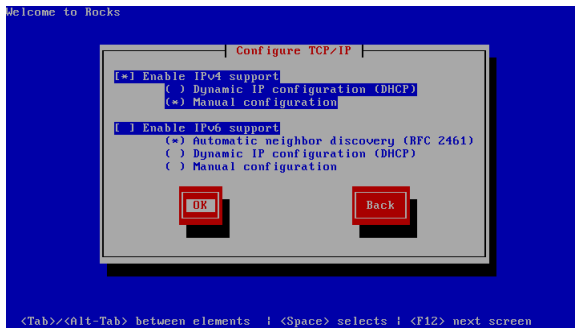 Welcome to Rocks
Configure TCP/IP
[*] Enable IPv4 support
( ) Dynamic IP configuration (DHCP)
(*) Manual configuration
[ ] Enable IPv6 support
(*) Automatic neighbor discovery (RFC 2461)
( ) Dynamic IP configuration (DHCP)
( ) Manual configuration
OK Back
<Tab>/<Alt-Tab> between elements | <Space> selects | <F12> next screen